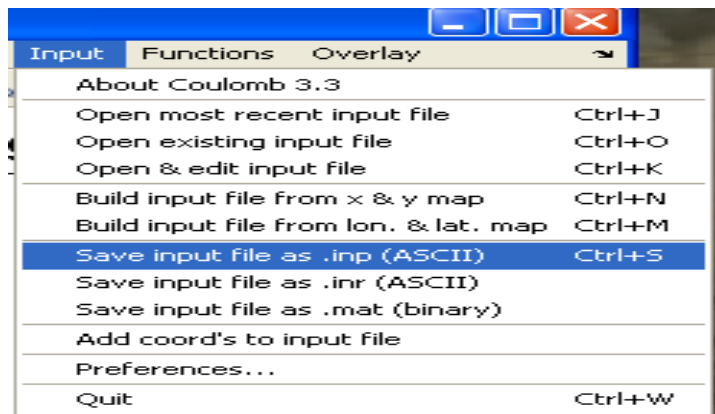 Input Functions Overlay
About Coulomb 3.3
Open most recent input file Ctrl+J
Open existing input file Ctrl+O
Open & edit input file Ctrl+K
Build input file from x & y map Ctrl+N
Build input file from lon. & lat. map Ctrl+M
Save input file as .inp (ASCII) Ctrl+S
Save input file as .inr (ASCII)
Save input file as .mat (binary)
Add coord's to input file
Preferences...
Quit Ctrl+W